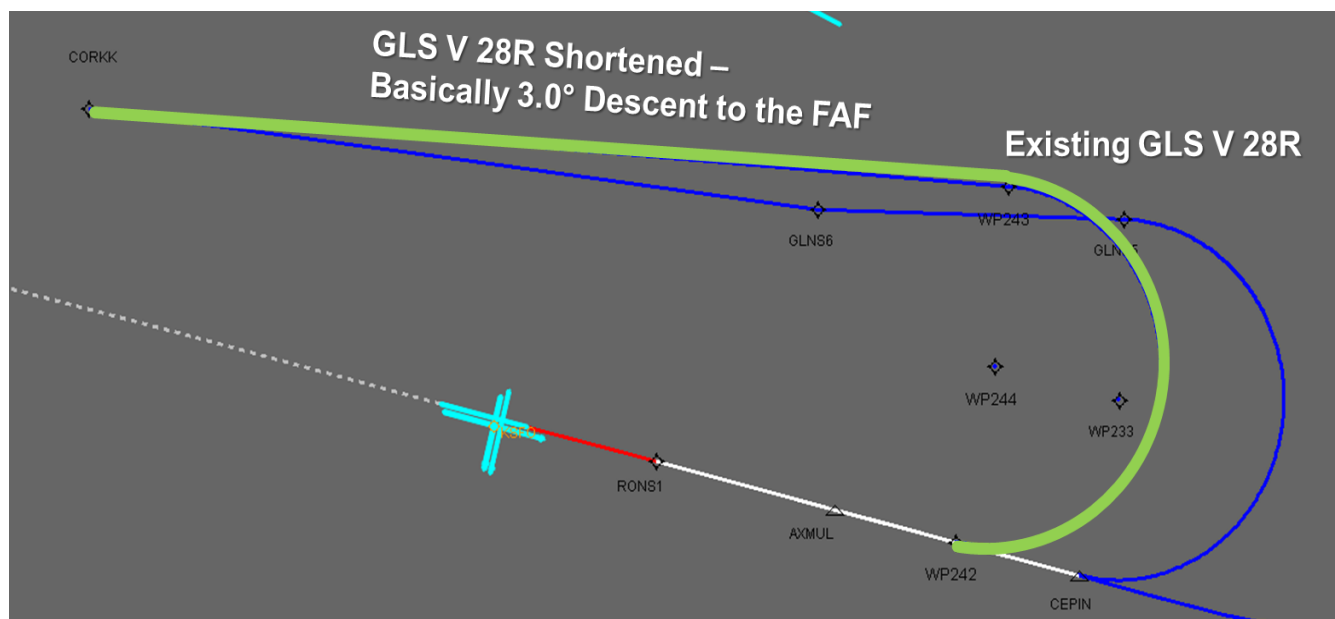 CORKK
GLS V 28R Shortened –
Basically 3.0° Descent to the FAF
Existing GLS V 28R
WP243
GLNS6
WP244
WP233
RONS1
AXMUL
WP242
CEPIN